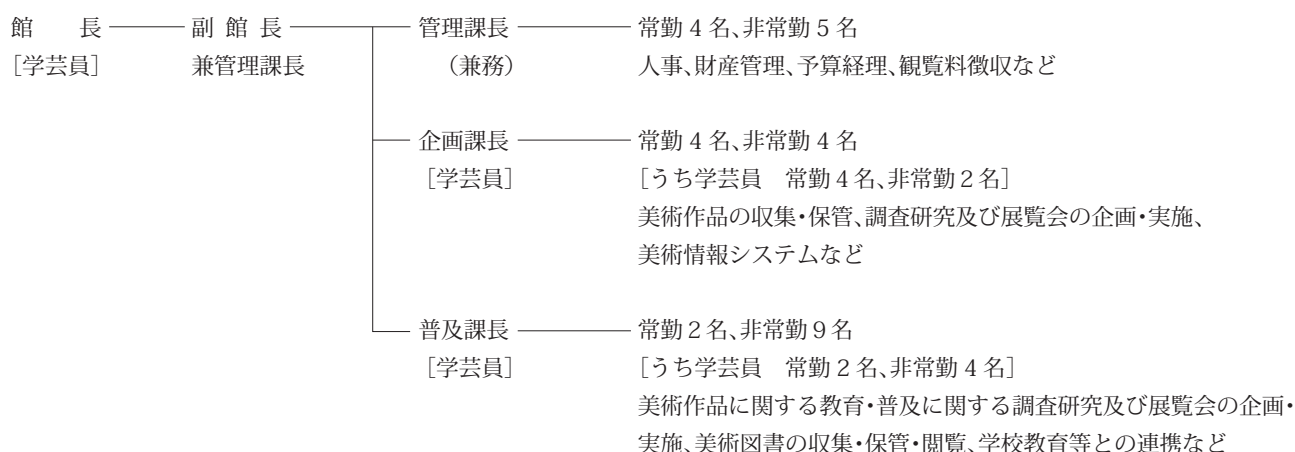 館　長 副館長 管理課長 常勤4名、非常勤5名
[学芸員] 兼管理課長 （兼務） 人事、財産管理、予算経理、観覧料徴収など
企画課長 常勤4名、非常勤4名
[学芸員] [うち学芸員　常勤4名、非常勤2名]
美術作品の収集・保管、調査研究及び展覧会の企画・実施、
美術情報システムなど
普及課長 常勤2名、非常勤9名
[学芸員] [うち学芸員　常勤2名、非常勤4名]
美術作品に関する教育・普及に関する調査研究及び展覧会の企画・
実施、美術図書の収集・保管・閲覧、学校教育等との連携など